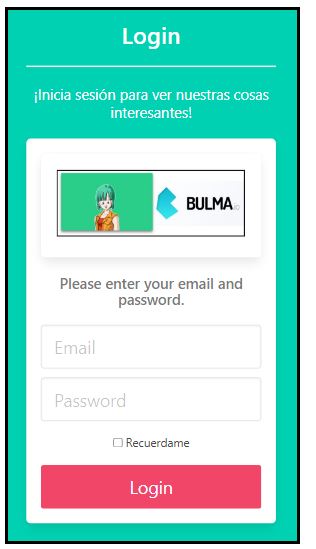 Login
¡Inicia sesión para ver nuestras cosas
interesantes!
BULMA
Please enter your email and
password.
Email
Password
Recuerdame
Login